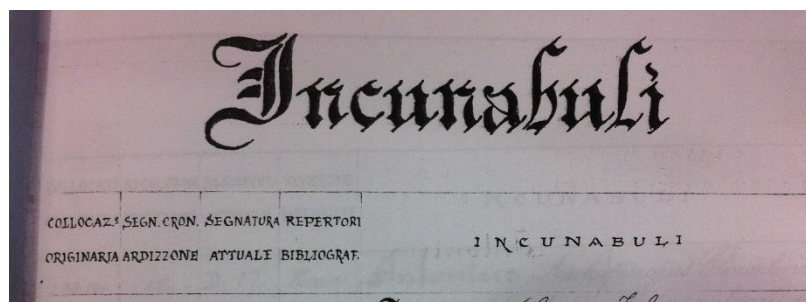 Incunabuli
COLLOCAZ.E SEGN. CRON. SEGNATURA REPERTORI
ORIGINARIA ARDIZZONE ATTUALE BIBLIOGRAF.
INCUNABULI